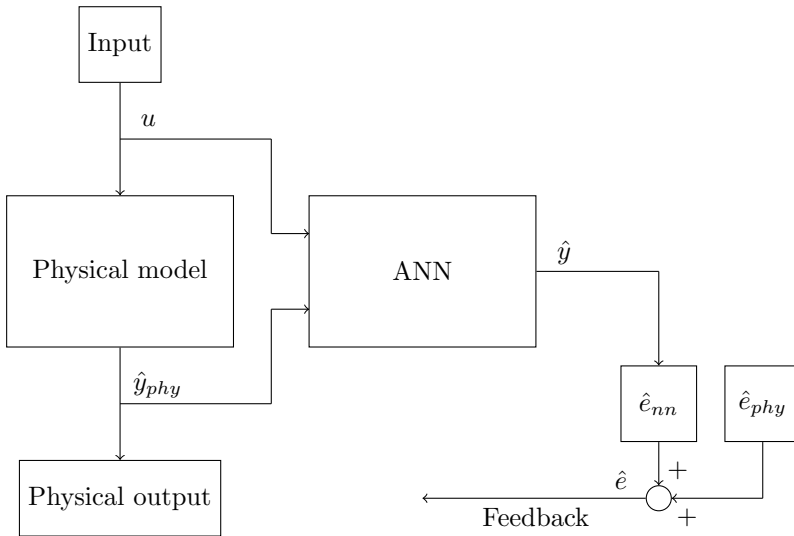 Input
u
Physical model
ANN
ŷ
ŷ_phy
ê_nn
ê_phy
Physical output
ê
+
+
Feedback